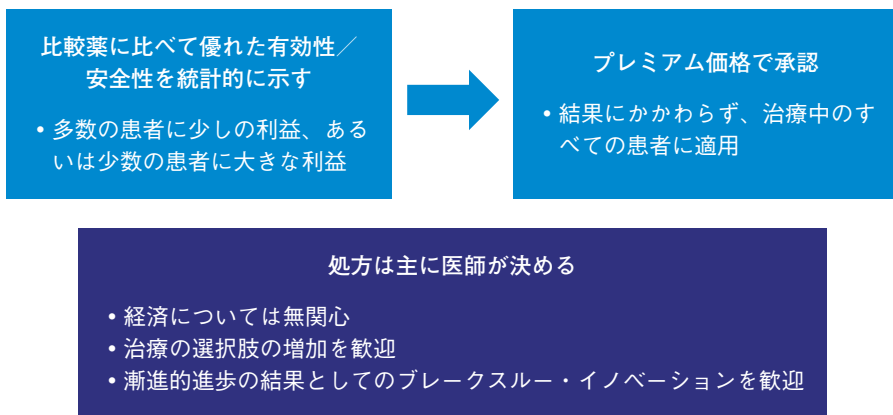 比較薬に比べて優れた有効性／
安全性を統計的に示す
• 多数の患者に少しの利益、ある
いは少数の患者に大きな利益
プレミアム価格で承認
• 結果にかかわらず、治療中のす
べての患者に適用
処方は主に医師が決める
• 経済については無関心
• 治療の選択肢の増加を歓迎
• 漸進的進歩の結果としてのブレークスルー・イノベーションを歓迎